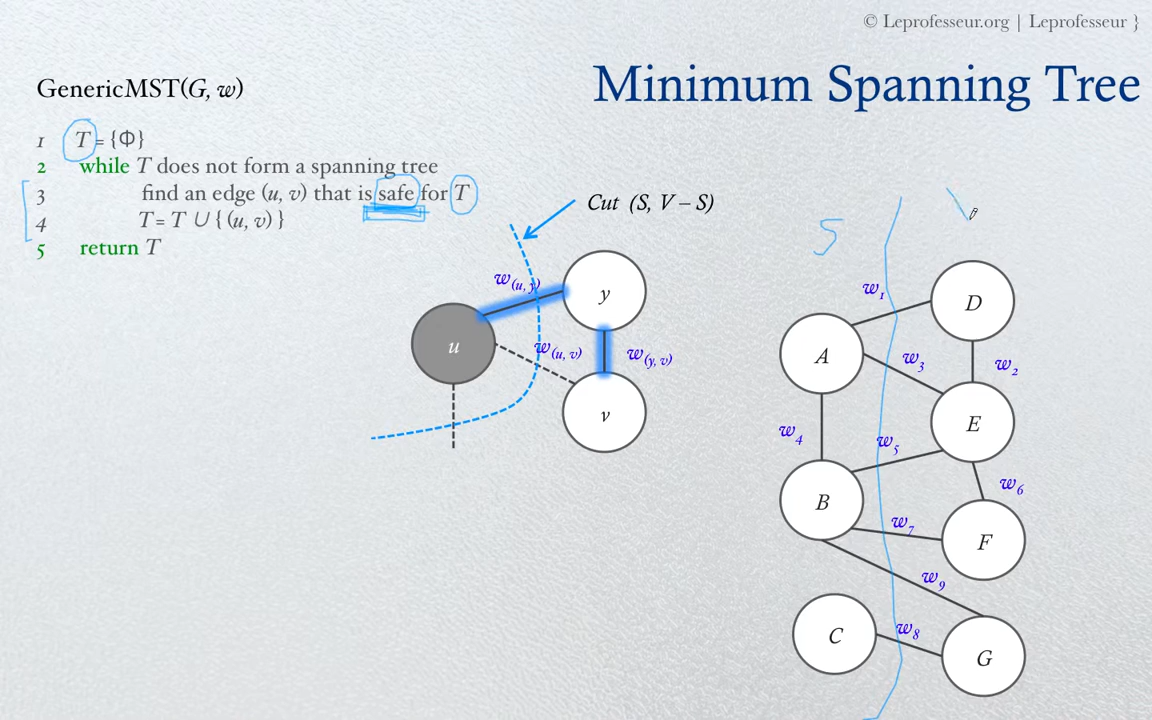 © Leprofesseur.org | Leprofesseur }
Minimum Spanning Tree
GenericMST(G, w)
1 T = {Φ}
2 while T does not form a spanning tree
3 find an edge (u, v) that is safe for T
4 T = T ∪ { (u, v) }
5 return T
Cut (S, V – S)
S
w(u, y)
y
u
w(u, v)
w(y, v)
v
w1
D
A
w3
w2
w4
w5
E
B
w6
w7
F
w9
C
w8
G